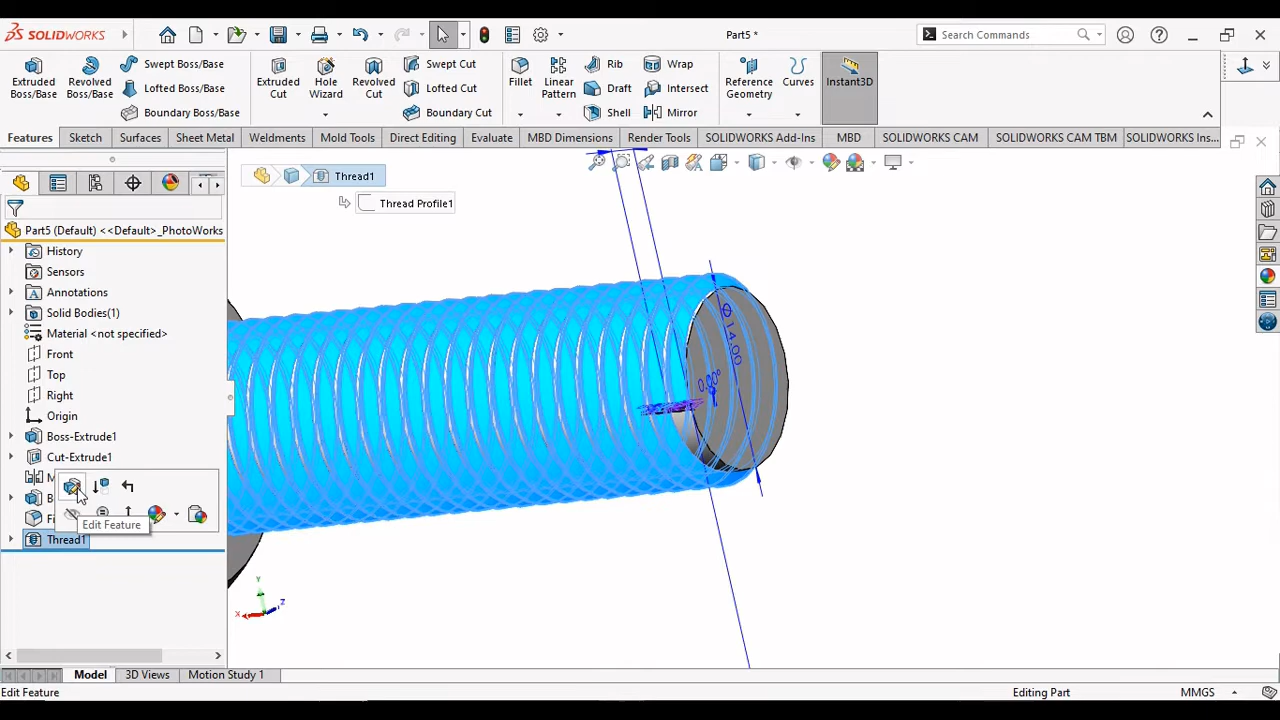 SOLIDWORKS
Part5 *
Search Commands
Extruded Boss/Base
Revolved Boss/Base
Swept Boss/Base
Lofted Boss/Base
Boundary Boss/Base
Extruded Cut
Hole Wizard
Revolved Cut
Swept Cut
Lofted Cut
Boundary Cut
Fillet
Linear Pattern
Rib
Draft
Shell
Wrap
Intersect
Mirror
Reference Geometry
Curves
Instant3D
Features
Sketch
Surfaces
Sheet Metal
Weldments
Mold Tools
Direct Editing
Evaluate
MBD Dimensions
Render Tools
SOLIDWORKS Add-Ins
MBD
SOLIDWORKS CAM
SOLIDWORKS CAM TBM
SOLIDWORKS Ins...
Thread1
Thread Profile1
Part5 (Default) <<Default>_PhotoWorks
History
Sensors
Annotations
Solid Bodies(1)
Material <not specified>
Front
Top
Right
Origin
Boss-Extrude1
Cut-Extrude1
M
B
Fi
Thread1
Edit Feature
Ø14.00
Y
X
Z
Model
3D Views
Motion Study 1
Edit Feature
Editing Part
MMGS